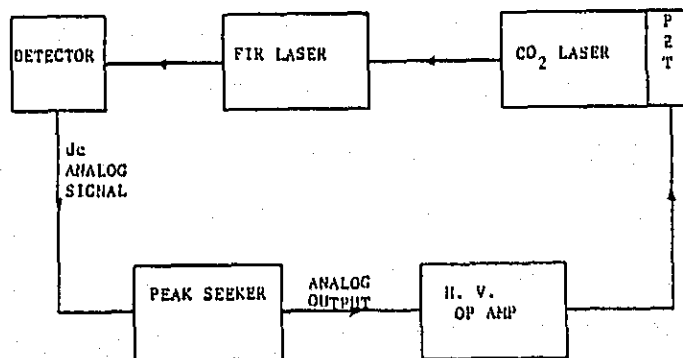 DETECTOR
FIR LASER
CO2 LASER
P
Z
T
dc
ANALOG
SIGNAL
PEAK SEEKER
ANALOG
OUTPUT
H. V.
OP AMP